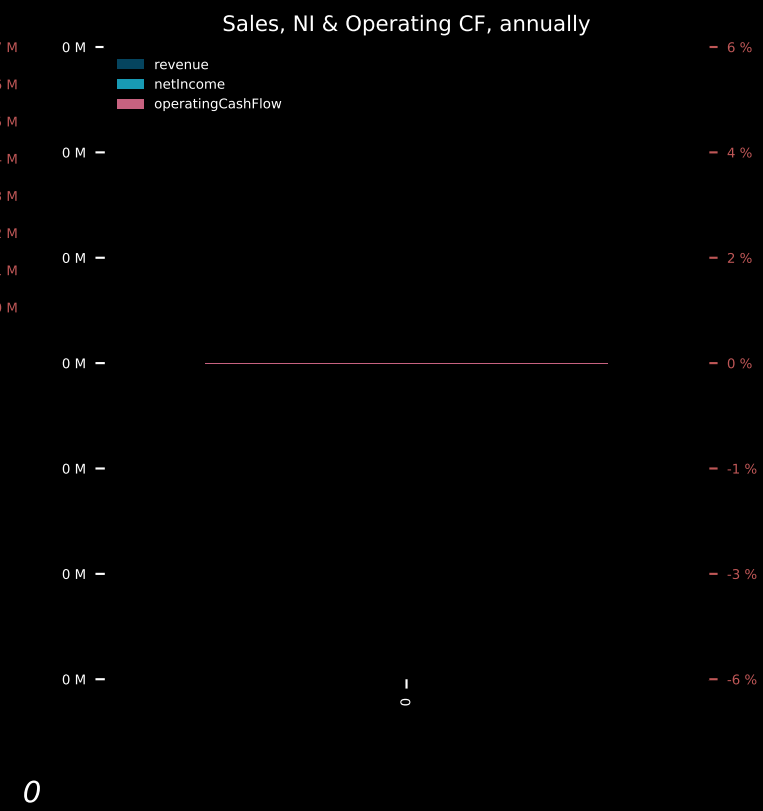 Sales, NI & Operating CF, annually
M
0 M
6 %
revenue
netIncome
operatingCashFlow
M
M
0 M
4 %
M
M
M
0 M
2 %
M
M
0 M
0 %
0 M
-1 %
0 M
-3 %
0 M
-6 %
0
0